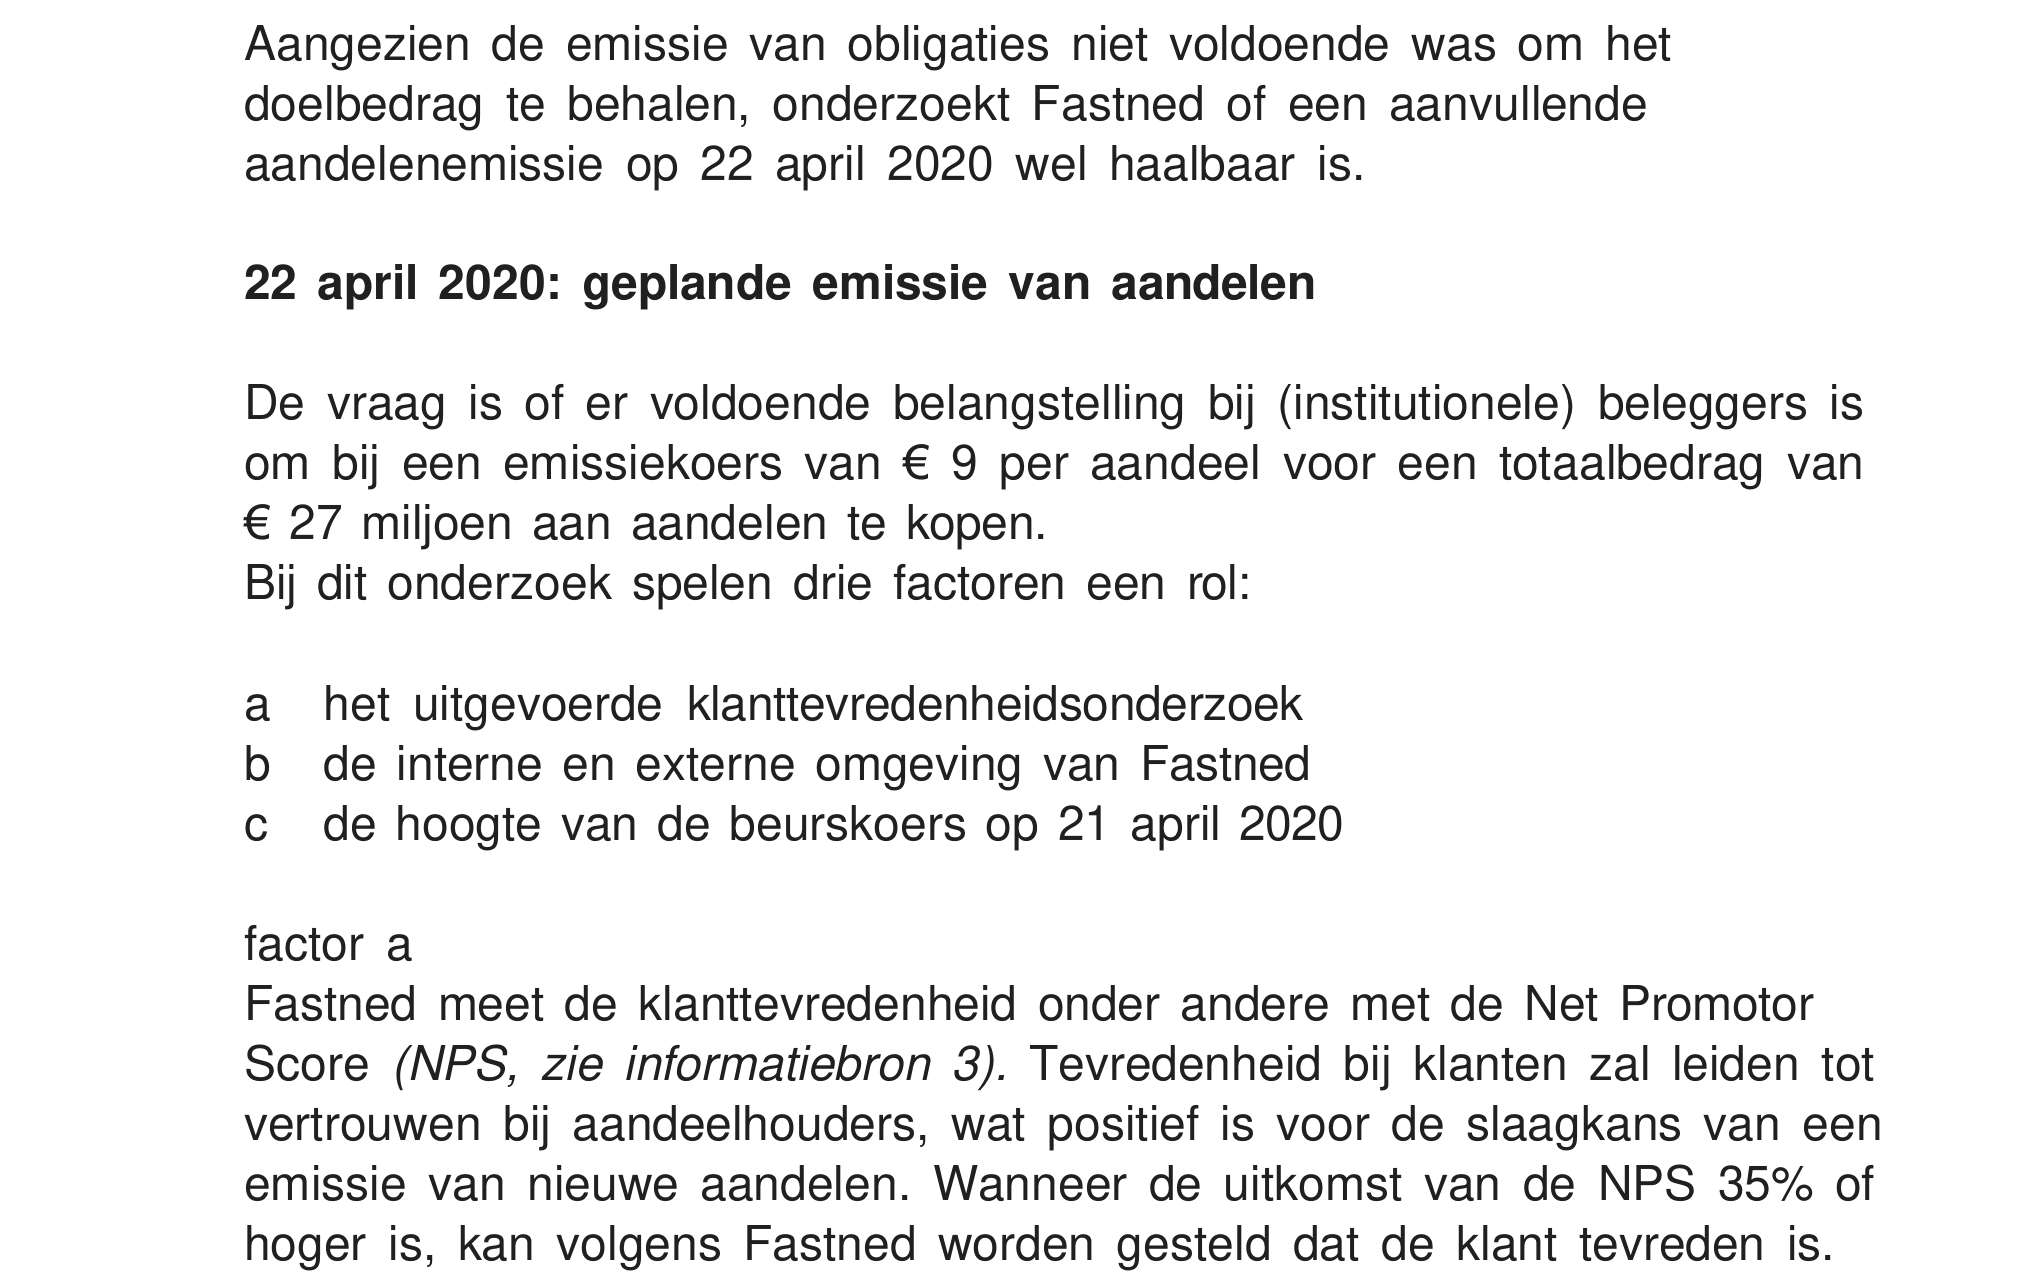 Aangezien de emissie van obligaties niet voldoende was om het
doelbedrag te behalen, onderzoekt Fastned of een aanvullende
aandelenemissie op 22 april 2020 wel haalbaar is.
22 april 2020: geplande emissie van aandelen
De vraag is of er voldoende belangstelling bij (institutionele) beleggers is
om bij een emissiekoers van € 9 per aandeel voor een totaalbedrag van
€ 27 miljoen aan aandelen te kopen.
Bij dit onderzoek spelen drie factoren een rol:
a het uitgevoerde klanttevredenheidsonderzoek
b de interne en externe omgeving van Fastned
c de hoogte van de beurskoers op 21 april 2020
factor a
Fastned meet de klanttevredenheid onder andere met de Net Promotor
Score (NPS, zie informatiebron 3). Tevredenheid bij klanten zal leiden tot
vertrouwen bij aandeelhouders, wat positief is voor de slaagkans van een
emissie van nieuwe aandelen. Wanneer de uitkomst van de NPS 35% of
hoger is, kan volgens Fastned worden gesteld dat de klant tevreden is.